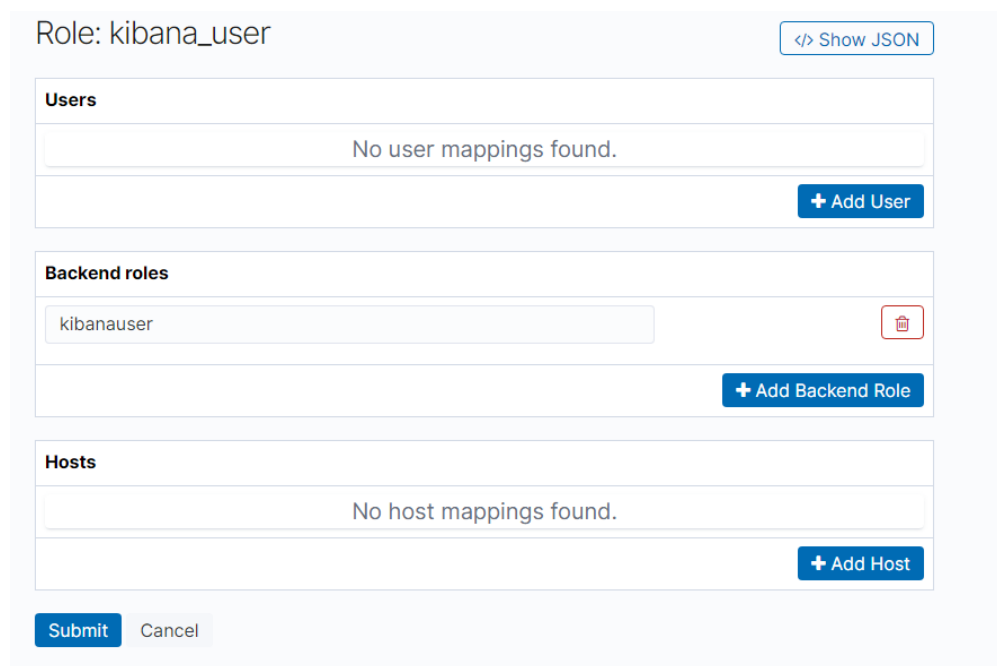 Role: kibana_user
</> Show JSON
Users
No user mappings found.
+ Add User
Backend roles
kibanauser
+ Add Backend Role
Hosts
No host mappings found.
+ Add Host
Submit Cancel